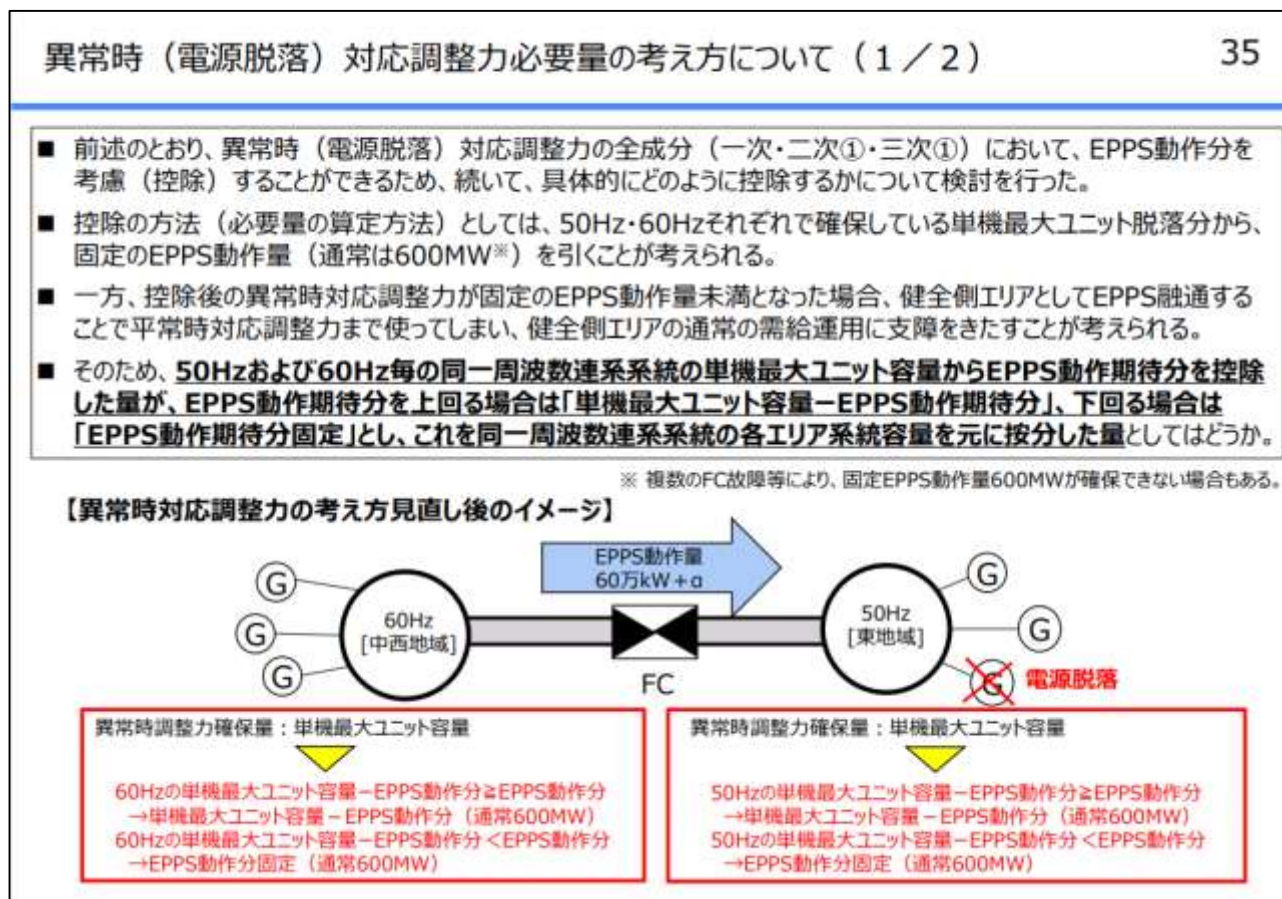 異常時（電源脱落）対応調整力必要量の考え方について（１／２）
35
■ 前述のとおり、異常時（電源脱落）対応調整力の全成分（一次・二次①・三次①）において、EPPS動作分を
考慮（控除）することができるため、続いて、具体的にどのように控除するかについて検討を行った。
■ 控除の方法（必要量の算定方法）としては、50Hz・60Hzそれぞれで確保している単機最大ユニット脱落分から、
固定のEPPS動作量（通常は600MW※）を引くことが考えられる。
■ 一方、控除後の異常時対応調整力が固定のEPPS動作量未満となった場合、健全側エリアとしてEPPS融通する
ことで平常時対応調整力まで使ってしまい、健全側エリアの通常の需給運用に支障をきたすことが考えられる。
■ そのため、50Hzおよび60Hz毎の同一周波数連系系統の単機最大ユニット容量からEPPS動作期待分を控除
した量が、EPPS動作期待分を上回る場合は「単機最大ユニット容量－EPPS動作期待分」、下回る場合は
「EPPS動作期待分固定」とし、これを同一周波数連系系統の各エリア系統容量を元に按分した量としてはどうか。
※ 複数のFC故障等により、固定EPPS動作量600MWが確保できない場合もある。
【異常時対応調整力の考え方見直し後のイメージ】
EPPS動作量
60万kW＋α
G
G
G
60Hz
[中西地域]
FC
50Hz
[東地域]
G
G
G
電源脱落
異常時調整力確保量：単機最大ユニット容量
60Hzの単機最大ユニット容量－EPPS動作分≧EPPS動作分
→単機最大ユニット容量－EPPS動作分（通常600MW）
60Hzの単機最大ユニット容量－EPPS動作分＜EPPS動作分
→EPPS動作分固定（通常600MW）
異常時調整力確保量：単機最大ユニット容量
50Hzの単機最大ユニット容量－EPPS動作分≧EPPS動作分
→単機最大ユニット容量－EPPS動作分（通常600MW）
50Hzの単機最大ユニット容量－EPPS動作分＜EPPS動作分
→EPPS動作分固定（通常600MW）